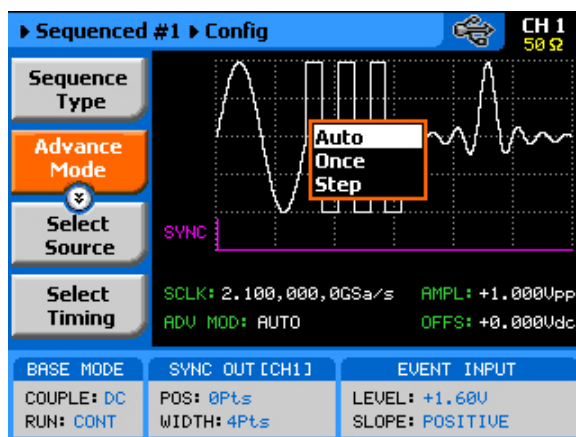 ▶ Sequenced #1 ▶ Config
CH 1
50 Ω
Sequence
Type
Advance
Mode
Select
Source
Select
Timing
Auto
Once
Step
SYNC
SCLK: 2.100,000,0GSa/s
AMPL: +1.000Vpp
ADV MOD: AUTO
OFFS: +0.000Vdc
BASE MODE
COUPLE: DC
RUN: CONT
SYNC OUT [CH1]
POS: 0Pts
WIDTH: 4Pts
EVENT INPUT
LEVEL: +1.60V
SLOPE: POSITIVE